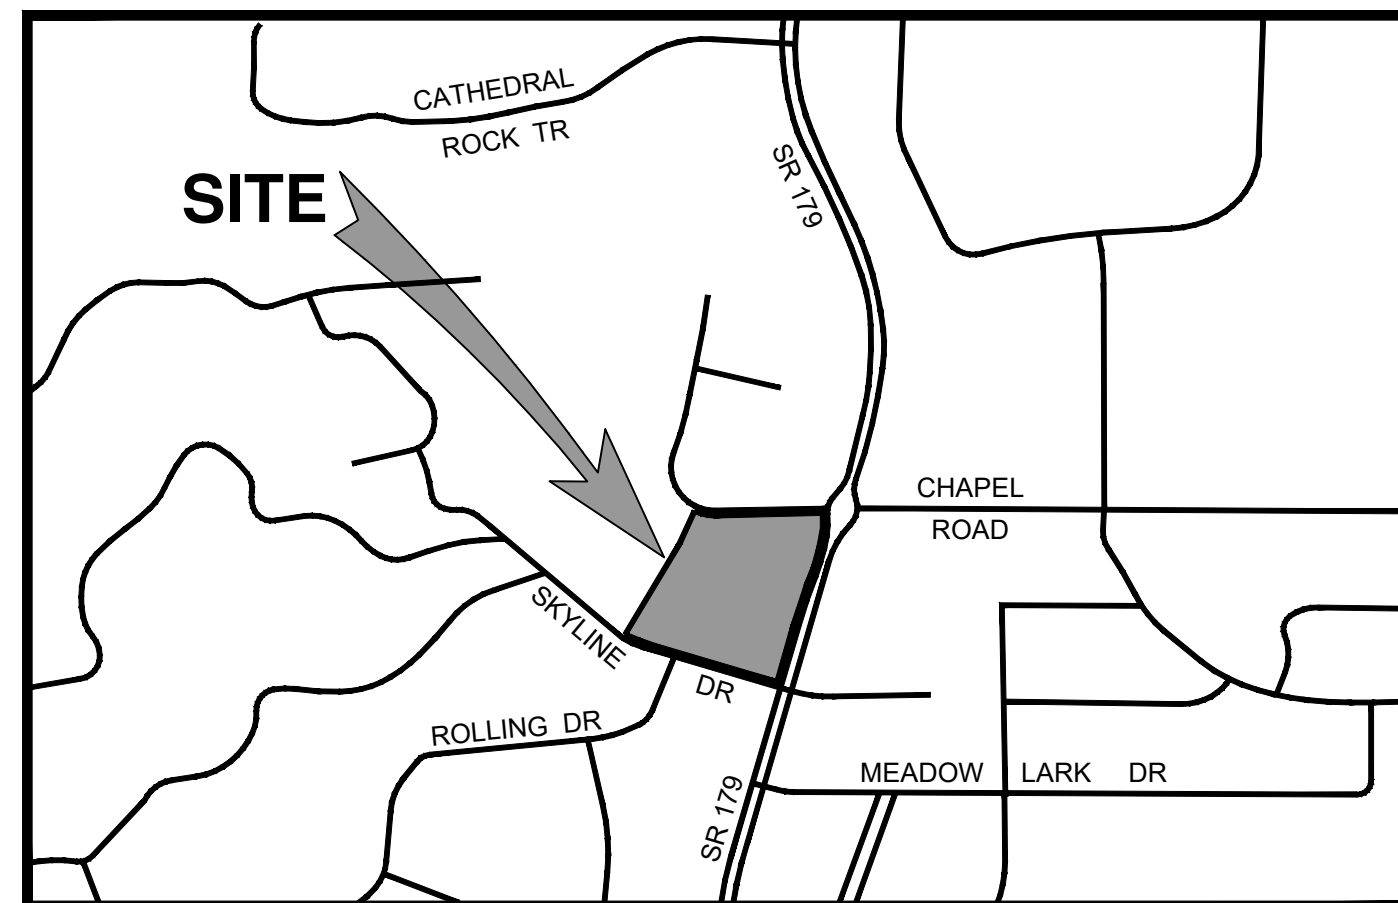 CATHEDRAL
ROCK TR
SR 179
SITE
CHAPEL
ROAD
SKYLINE
DR
ROLLING DR
MEADOW LARK DR
SR 179